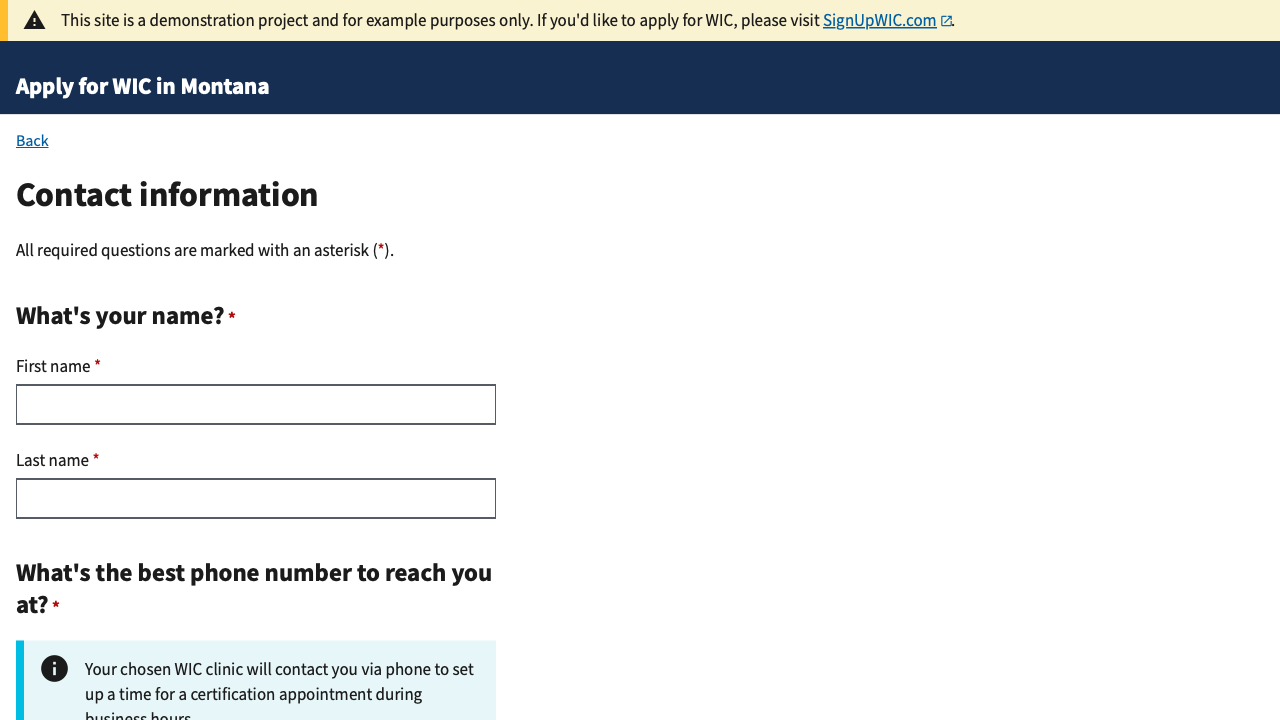 This site is a demonstration project and for example purposes only. If you'd like to apply for WIC, please visit SignUpWIC.com.
Apply for WIC in Montana
Back
Contact information
All required questions are marked with an asterisk (*).
What's your name? *
First name *
Last name *
What's the best phone number to reach you
at? *
Your chosen WIC clinic will contact you via phone to set
up a time for a certification appointment during
business hours.